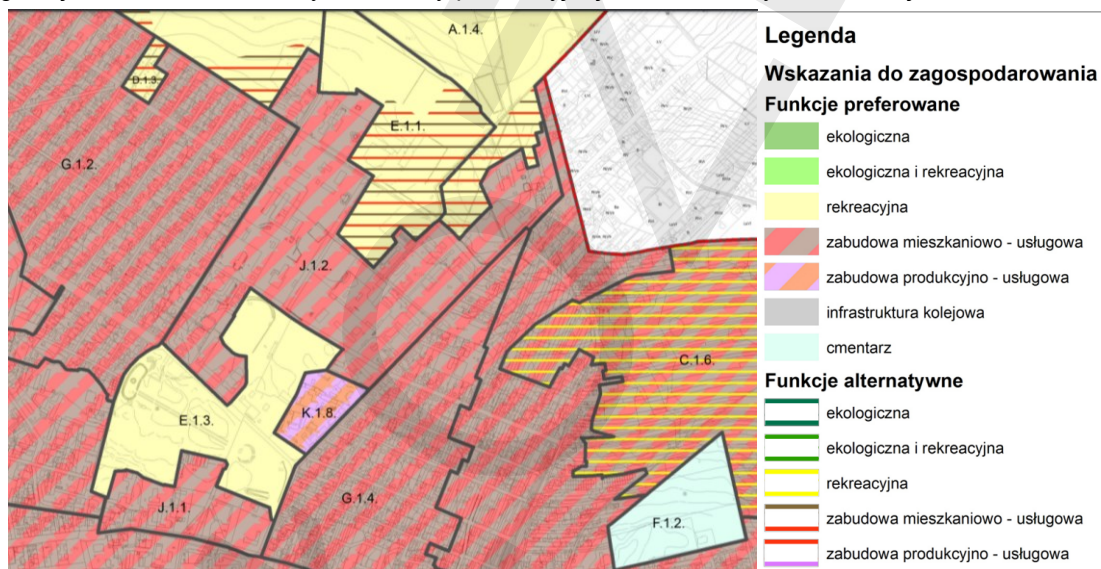 A.1.4.
D.1.3.
E.1.1.
G.1.2.
J.1.2.
C.1.6.
K.1.8.
E.1.3.
G.1.4.
J.1.1.
F.1.2.
Legenda
Wskazania do zagospodarowania
Funkcje preferowane
ekologiczna
ekologiczna i rekreacyjna
rekreacyjna
zabudowa mieszkaniowo - usługowa
zabudowa produkcyjno - usługowa
infrastruktura kolejowa
cmentarz
Funkcje alternatywne
ekologiczna
ekologiczna i rekreacyjna
rekreacyjna
zabudowa mieszkaniowo - usługowa
zabudowa produkcyjno - usługowa